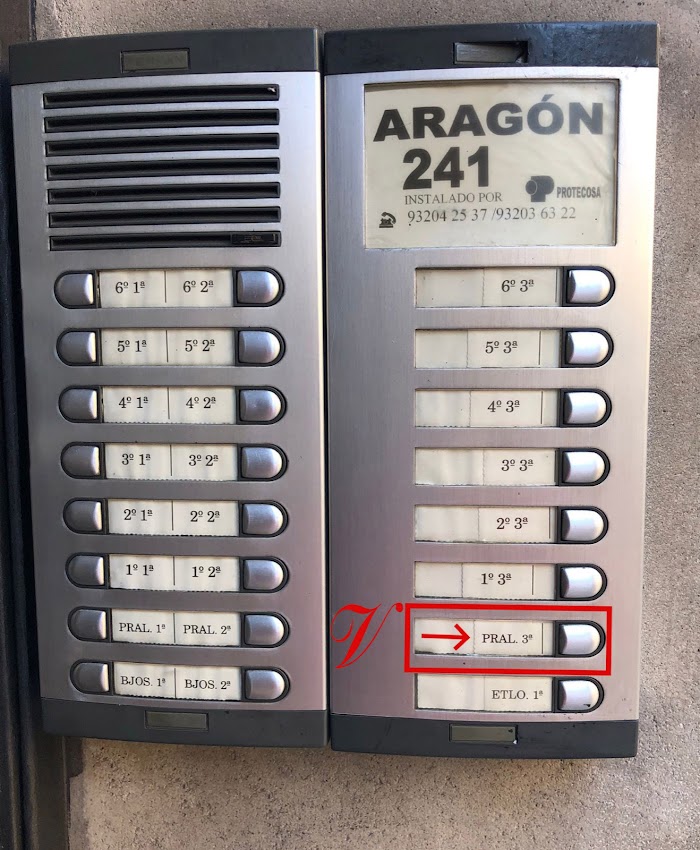 ARAGÓN
241
INSTALADO POR
PROTECOSA
93204 25 37 /93203 63 22
6º 1ª 6º 2ª
5º 1ª 5º 2ª
4º 1ª 4º 2ª
3º 1ª 3º 2ª
2º 1ª 2º 2ª
1º 1ª 1º 2ª
PRAL. 1ª PRAL. 2ª
BJOS. 1ª BJOS. 2ª
6º 3ª
5º 3ª
4º 3ª
3º 3ª
2º 3ª
1º 3ª
V → PRAL. 3ª
ETLO. 1ª